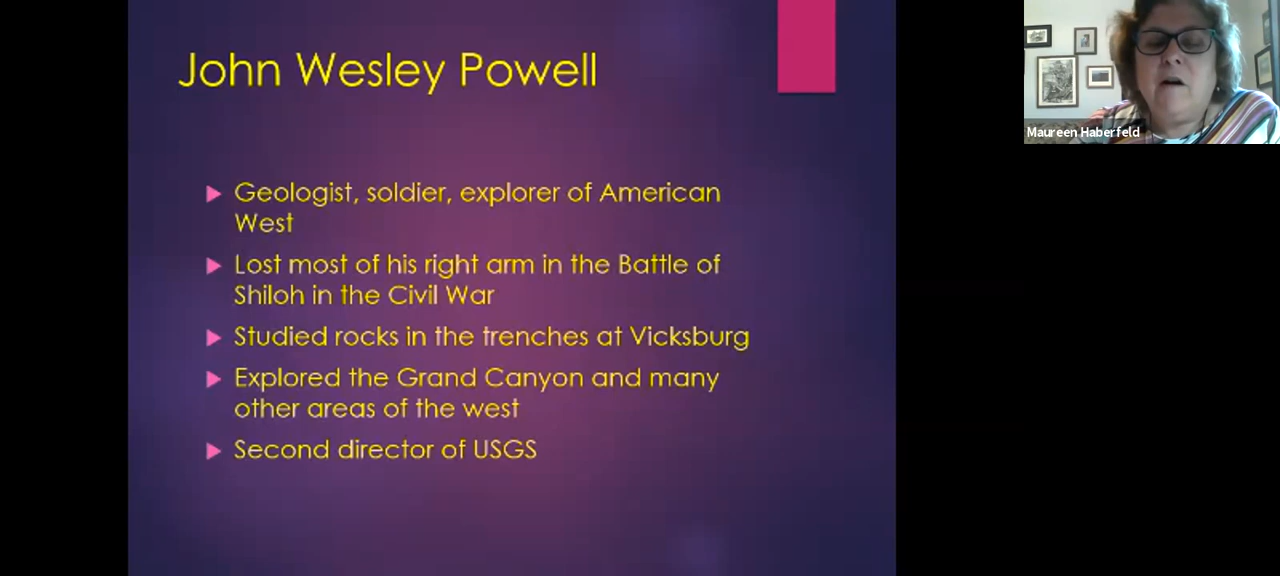 John Wesley Powell
Geologist, soldier, explorer of American
West
Lost most of his right arm in the Battle of
Shiloh in the Civil War
Studied rocks in the trenches at Vicksburg
Explored the Grand Canyon and many
other areas of the west
Second director of USGS
Maureen Haberfeld